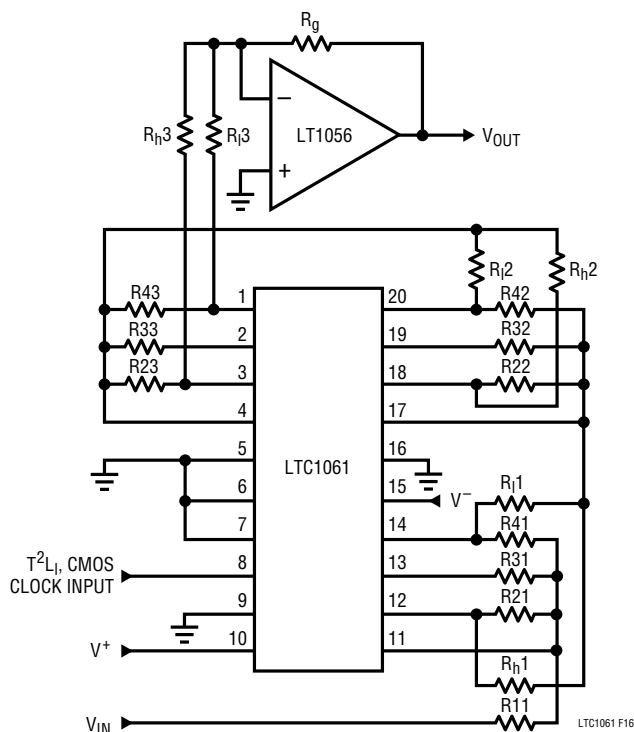 Rg
Rh3
Rl3
−
LT1056
+
VOUT
Rl2
Rh2
R43
1
20
R42
R33
2
19
R32
R23
3
18
R22
4
17
5
LTC1061
16
6
15
V−
Rl1
7
14
R41
T2LI, CMOS
CLOCK INPUT
8
13
R31
9
12
R21
V+
10
11
Rh1
R11
VIN
LTC1061 F16